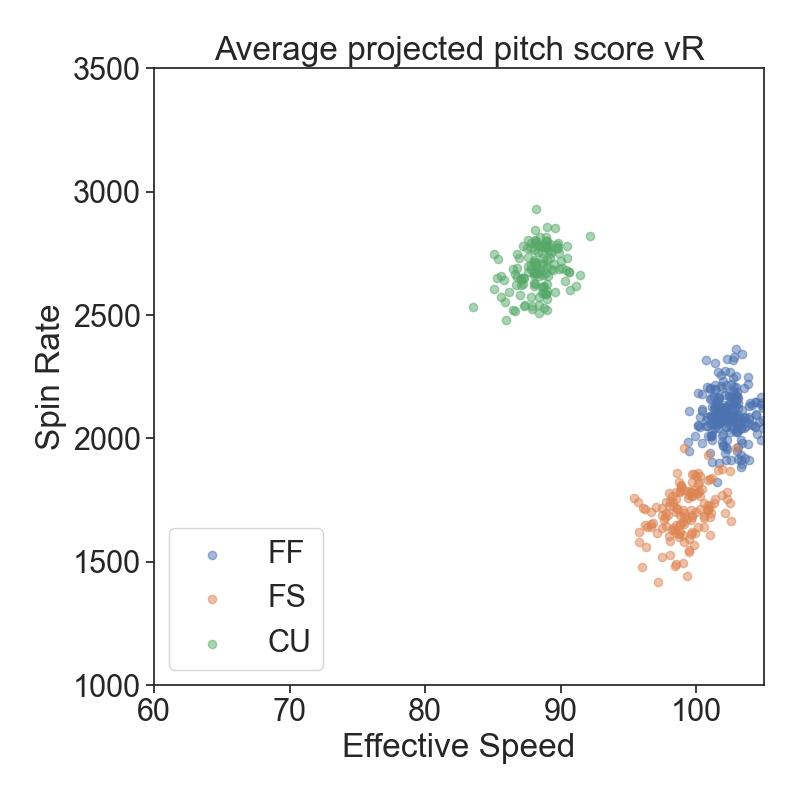 Average projected pitch score vR
3500
3000
2500
2000
1500
1000
Spin Rate
FF
FS
CU
60 70 80 90 100
Effective Speed